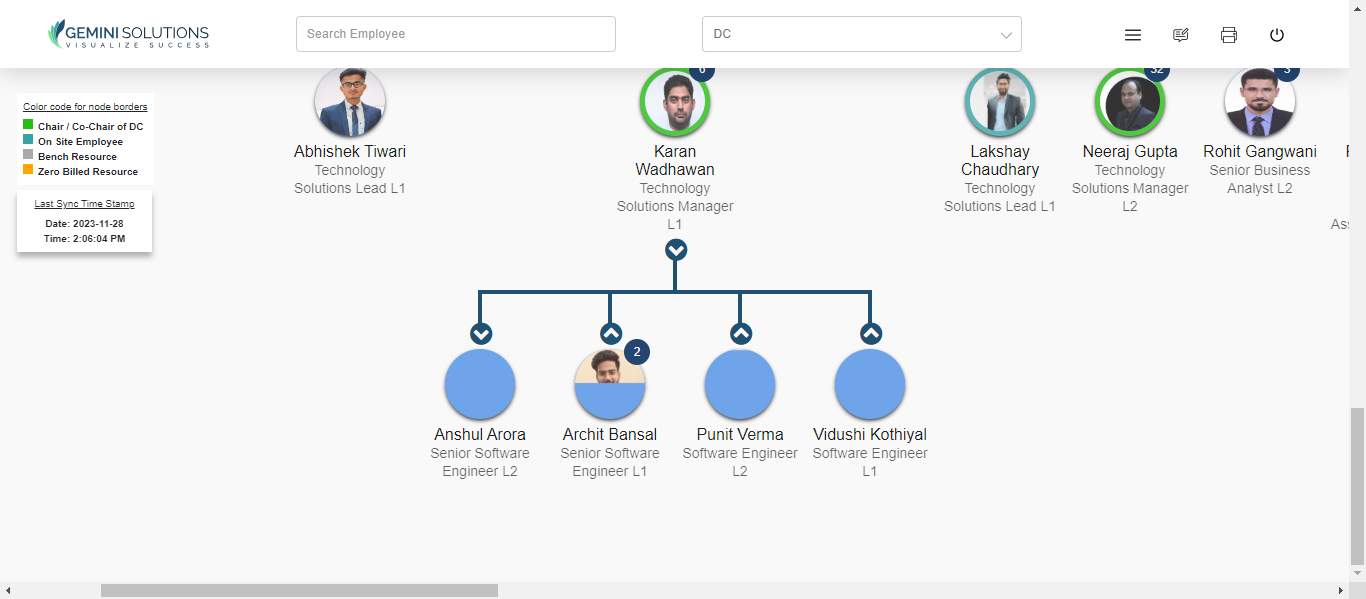 GEMINI SOLUTIONS
VISUALIZE SUCCESS
Search Employee
DC
Color code for node borders
Chair / Co-Chair of DC
On Site Employee
Bench Resource
Zero Billed Resource
Last Sync Time Stamp
Date: 2023-11-28
Time: 2:06:04 PM
Abhishek Tiwari
Technology
Solutions Lead L1
Karan
Wadhawan
Technology
Solutions Manager
L1
Lakshay
Chaudhary
Technology
Solutions Lead L1
Neeraj Gupta
Technology
Solutions Manager
L2
Rohit Gangwani
Senior Business
Analyst L2
Anshul Arora
Senior Software
Engineer L2
2
Archit Bansal
Senior Software
Engineer L1
Punit Verma
Software Engineer
L2
Vidushi Kothiyal
Software Engineer
L1